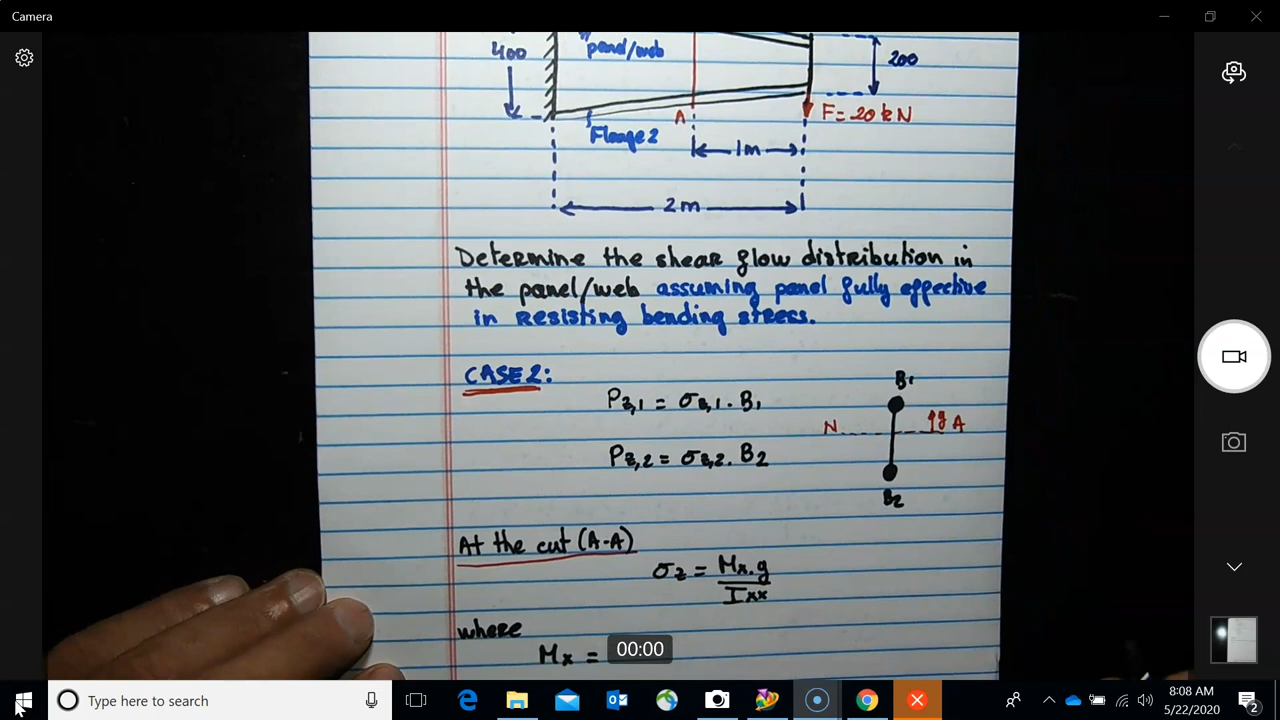 Camera
400
panel/web
200
A
F = 20 kN
Flange 2
1m
2 m
Determine the shear flow distribution in
the panel/web assuming panel fully effective
in resisting bending stress.
CASE 2:
B1
Pz,1 = σz,1 . B1
N A
Pz,2 = σz,2 . B2
B2
At the cut (A-A)
σz = Mx.y
Ixx
where
Mx =
00:00
Type here to search
8:08 AM
5/22/2020
2